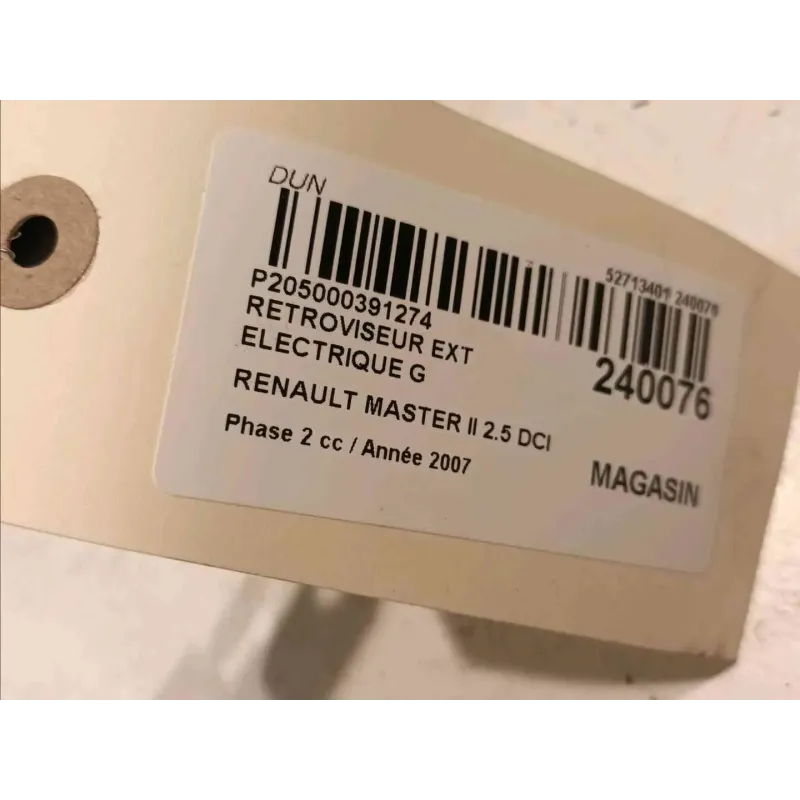 DUN
52713401 240076
P205000391274
RETROVISEUR EXT
ELECTRIQUE G
240076
RENAULT MASTER II 2.5 DCI
Phase 2 cc / Année 2007
MAGASIN